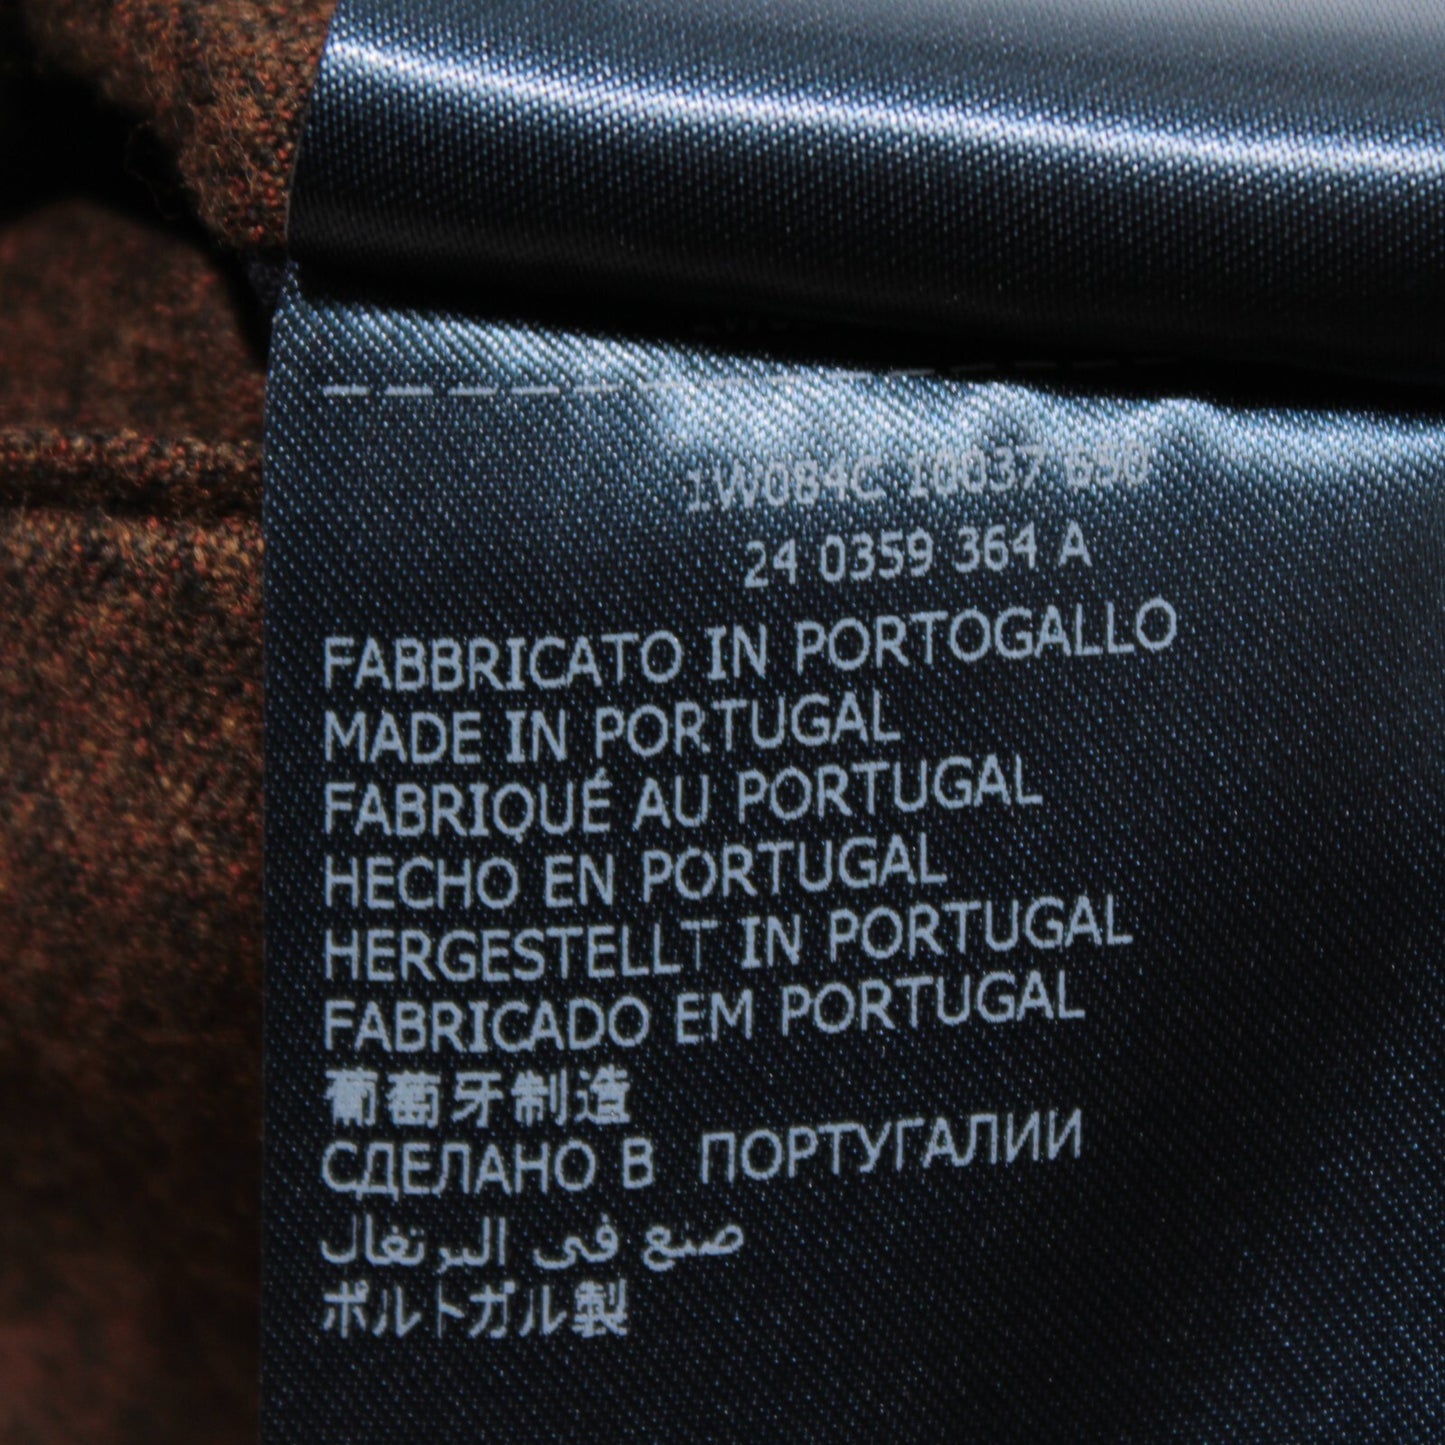 1W084C 10037 650
24 0359 364 A
FABBRICATO IN PORTOGALLO
MADE IN PORTUGAL
FABRIQUÉ AU PORTUGAL
HECHO EN PORTUGAL
HERGESTELLT IN PORTUGAL
FABRICADO EM PORTUGAL
葡萄牙制造
СДЕЛАНО В ПОРТУГАЛИИ
صنع في البرتغال
ポルトガル製